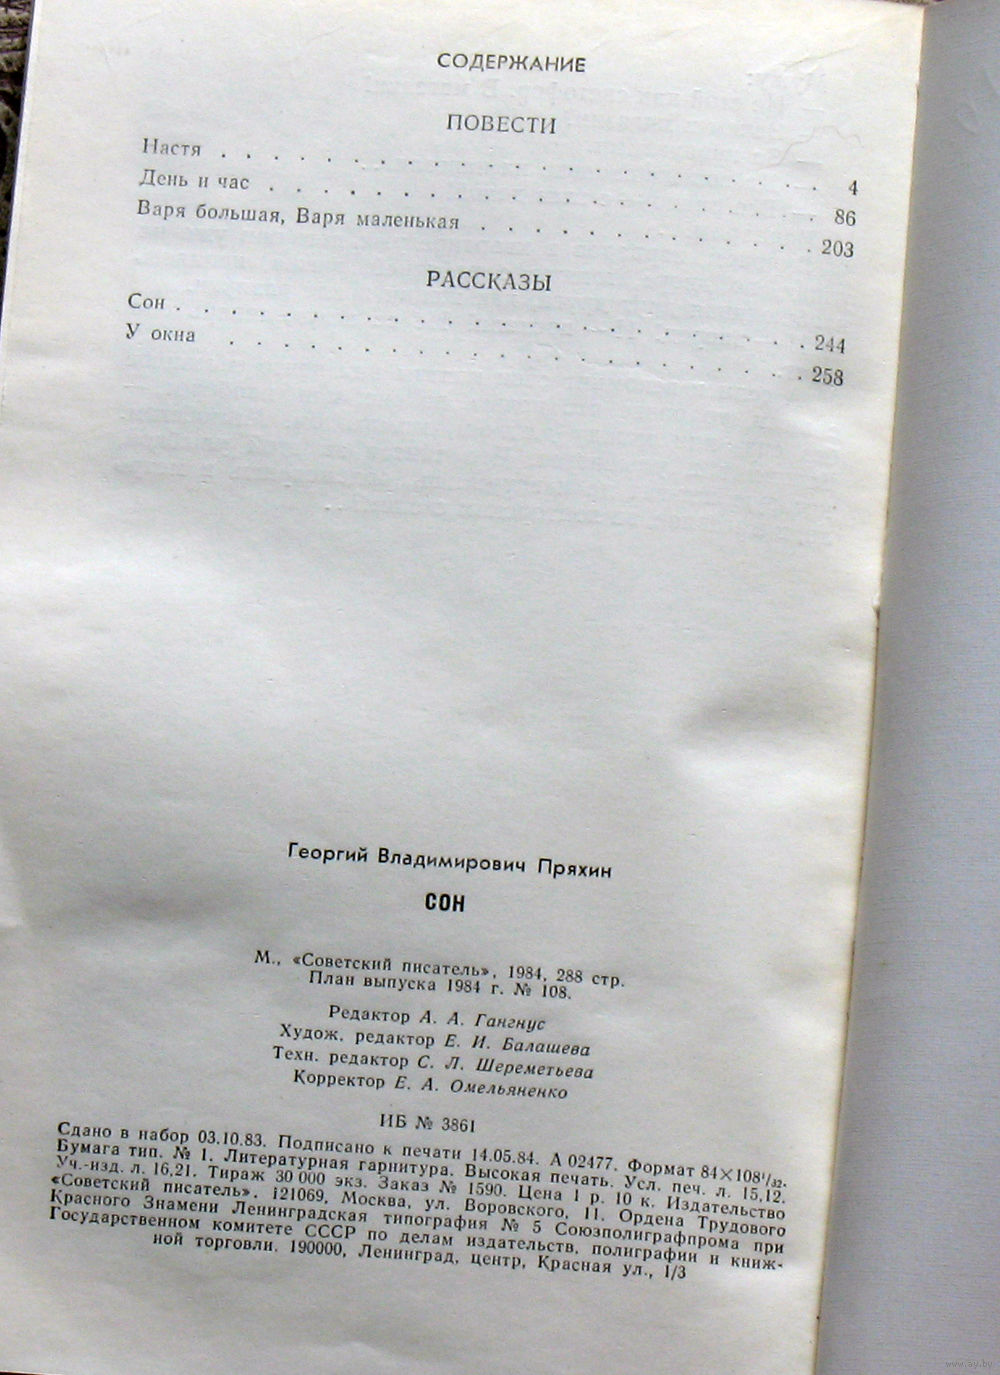 СОДЕРЖАНИЕ
ПОВЕСТИ
Настя . . . . . . . . . . . . . . . . . . . . . . . 4
День и час . . . . . . . . . . . . . . . . . . . . . 86
Варя большая, Варя маленькая . . . . . . . . . . . . . 203
РАССКАЗЫ
Сон . . . . . . . . . . . . . . . . . . . . . . . . 244
У окна . . . . . . . . . . . . . . . . . . . . . . 258
Георгий Владимирович Пряхин
СОН
М., «Советский писатель», 1984, 288 стр.
План выпуска 1984 г. № 108.
Редактор А. А. Гангнус
Худож. редактор Е. И. Балашева
Техн. редактор С. Л. Шереметьева
Корректор Е. А. Омельяненко
ИБ № 3861
Сдано в набор 03.10.83. Подписано к печати 14.05.84. А 02477. Формат 84×108¹/₃₂.
Бумага тип. № 1. Литературная гарнитура. Высокая печать. Усл. печ. л. 15,12.
Уч.-изд. л. 16,21. Тираж 30 000 экз. Заказ № 1590. Цена 1 р. 10 к. Издательство
«Советский писатель». 121069, Москва, ул. Воровского, 11. Ордена Трудового
Красного Знамени Ленинградская типография № 5 Союзполиграфпрома при
Государственном комитете СССР по делам издательств, полиграфии и книж-
ной торговли. 190000, Ленинград, центр, Красная ул., 1/3
www.ay.by